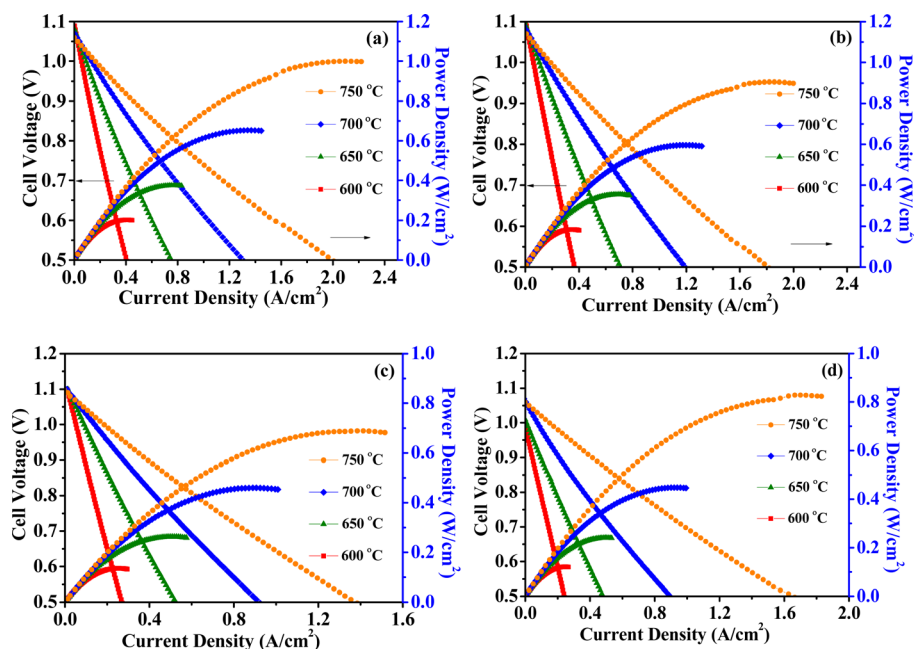 (a)
1.1
1.0
0.9
0.8
0.7
0.6
0.5
Cell Voltage (V)
750 °C
700 °C
650 °C
600 °C
1.2
1.0
0.8
0.6
0.4
0.2
0.0
Power Density (W/cm²)
0.0 0.4 0.8 1.2 1.6 2.0 2.4
Current Density (A/cm²)
(b)
1.1
1.0
0.9
0.8
0.7
0.6
0.5
Cell Voltage (V)
750 °C
700 °C
650 °C
600 °C
1.2
1.0
0.8
0.6
0.4
0.2
0.0
Power Density (W/cm²)
0.0 0.4 0.8 1.2 1.6 2.0 2.4
Current Density (A/cm²)
(c)
1.2
1.1
1.0
0.9
0.8
0.7
0.6
0.5
Cell Voltage (V)
750 °C
700 °C
650 °C
600 °C
1.0
0.8
0.6
0.4
0.2
0.0
Power Density (W/cm²)
0.0 0.4 0.8 1.2 1.6
Current Density (A/cm²)
(d)
1.2
1.1
1.0
0.9
0.8
0.7
0.6
0.5
Cell Voltage (V)
750 °C
700 °C
650 °C
600 °C
1.0
0.8
0.6
0.4
0.2
0.0
Power Density (W/cm²)
0.0 0.4 0.8 1.2 1.6 2.0
Current Density (A/cm²)